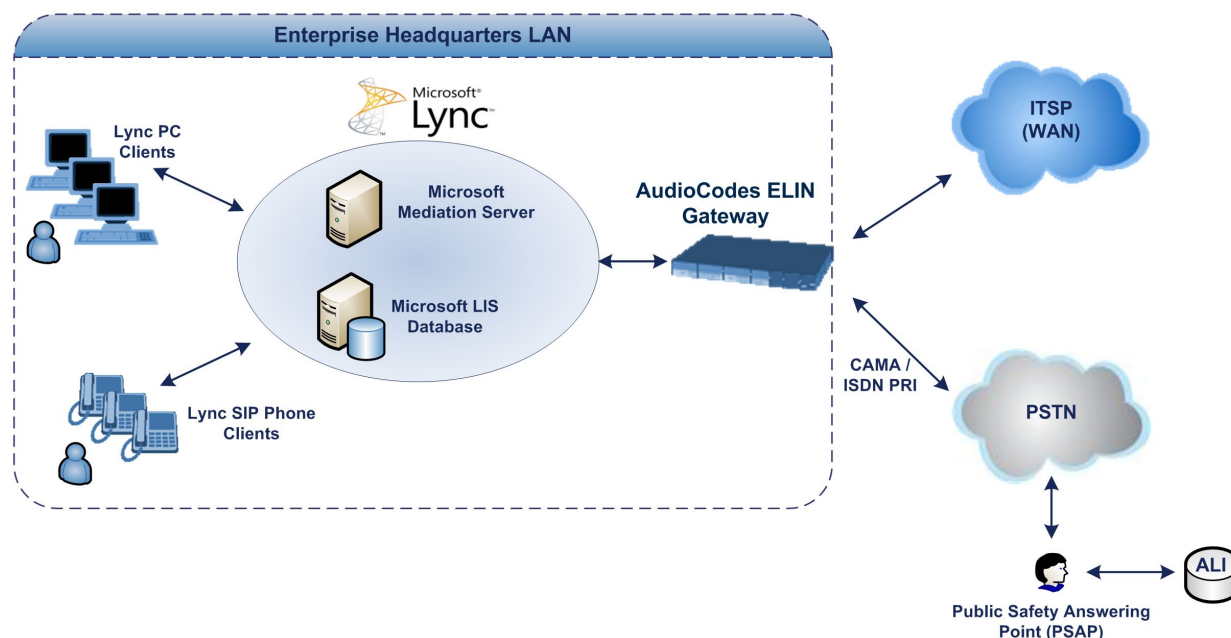 Enterprise Headquarters LAN
Microsoft®
Lync™
Lync PC
Clients
Microsoft
Mediation Server
Microsoft LIS
Database
Lync SIP Phone
Clients
AudioCodes ELIN
Gateway
ITSP
(WAN)
CAMA /
ISDN PRI
PSTN
ALI
Public Safety Answering
Point (PSAP)